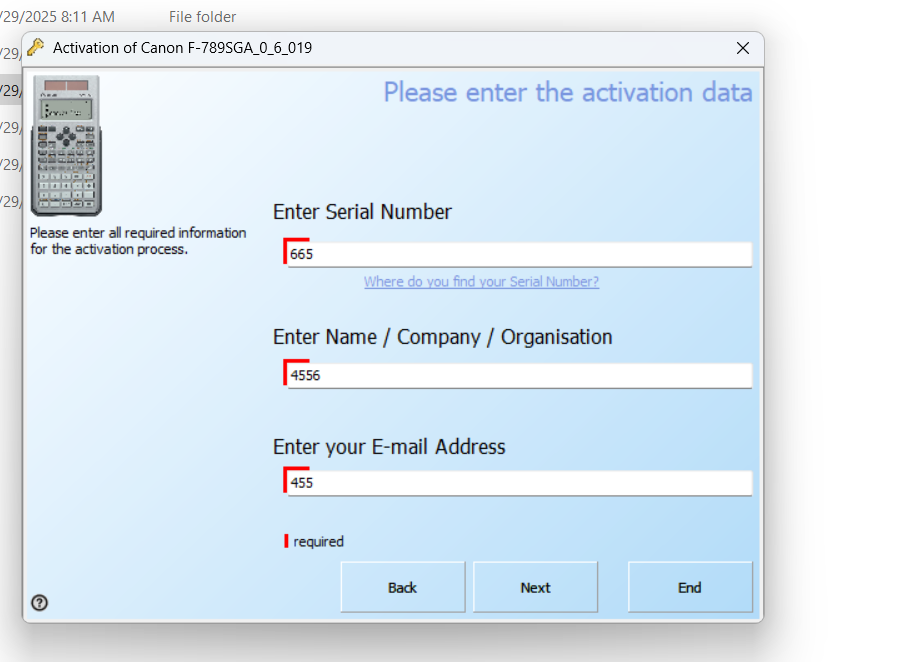 /29/2025 8:11 AM File folder
Activation of Canon F-789SGA_0_6_019
/29/
/29/
/29/
/29/
/29/
Please enter the activation data
Please enter all required information
for the activation process.
Enter Serial Number
665
Where do you find your Serial Number?
Enter Name / Company / Organisation
4556
Enter your E-mail Address
455
required
Back Next End